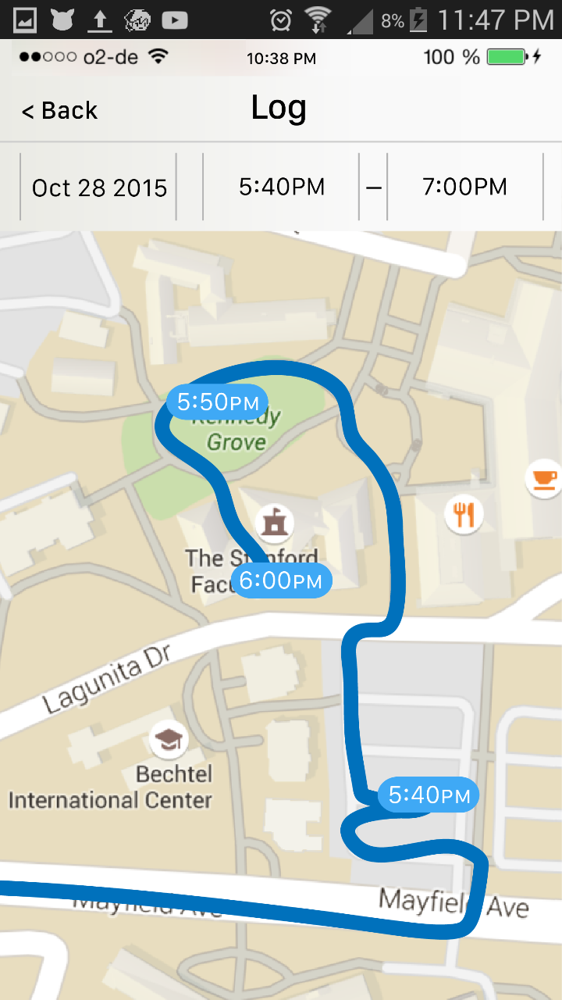 8% 11:47 PM
o2-de 10:38 PM 100 %
< Back Log
Oct 28 2015 5:40PM – 7:00PM
5:50PM
Kennedy
Grove
The Stanford
6:00PM
Lagunita Dr
Bechtel
International Center
5:40PM
Mayfield Ave
Mayfield Ave